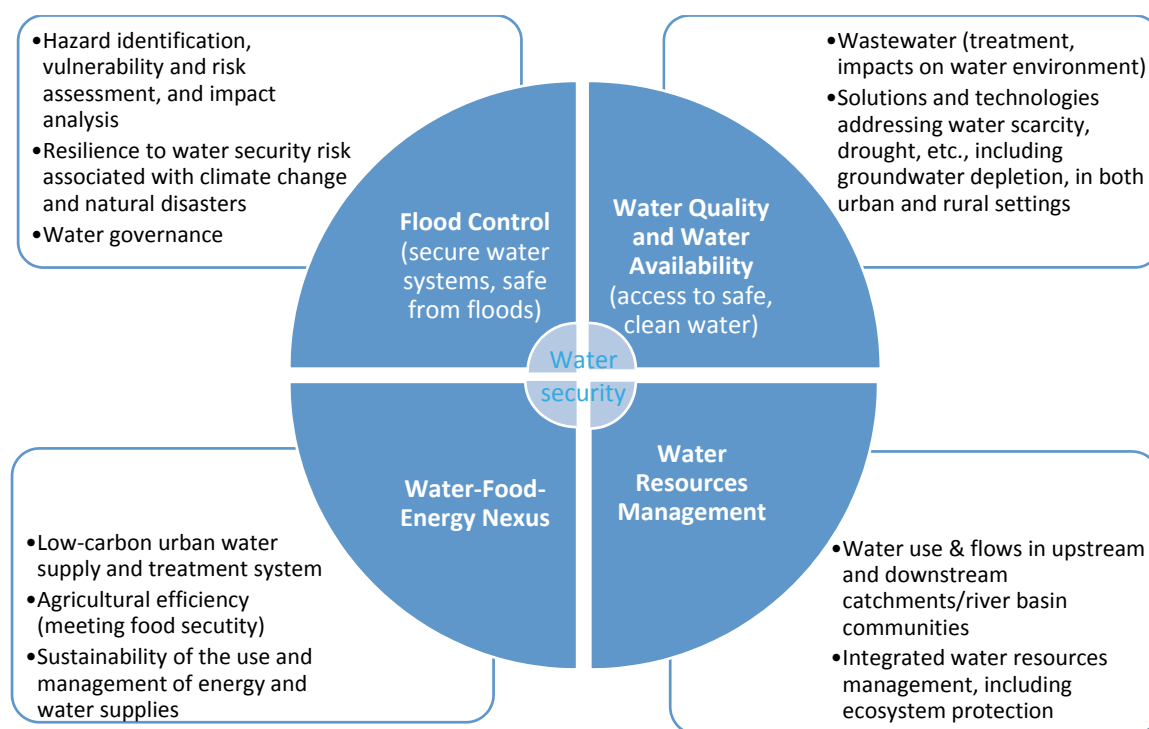 •Hazard identification,
vulnerability and risk
assessment, and impact
analysis
•Resilience to water security risk
associated with climate change
and natural disasters
•Water governance
•Wastewater (treatment,
impacts on water environment)
•Solutions and technologies
addressing water scarcity,
drought, etc., including
groundwater depletion, in both
urban and rural settings
Flood Control
(secure water
systems, safe
from floods)
Water Quality
and Water
Availability
(access to safe,
clean water)
Water
security
Water-Food-
Energy Nexus
Water
Resources
Management
•Low-carbon urban water
supply and treatment system
•Agricultural efficiency
(meeting food secutity)
•Sustainability of the use and
management of energy and
water supplies
•Water use & flows in upstream
and downstream
catchments/river basin
communities
•Integrated water resources
management, including
ecosystem protection